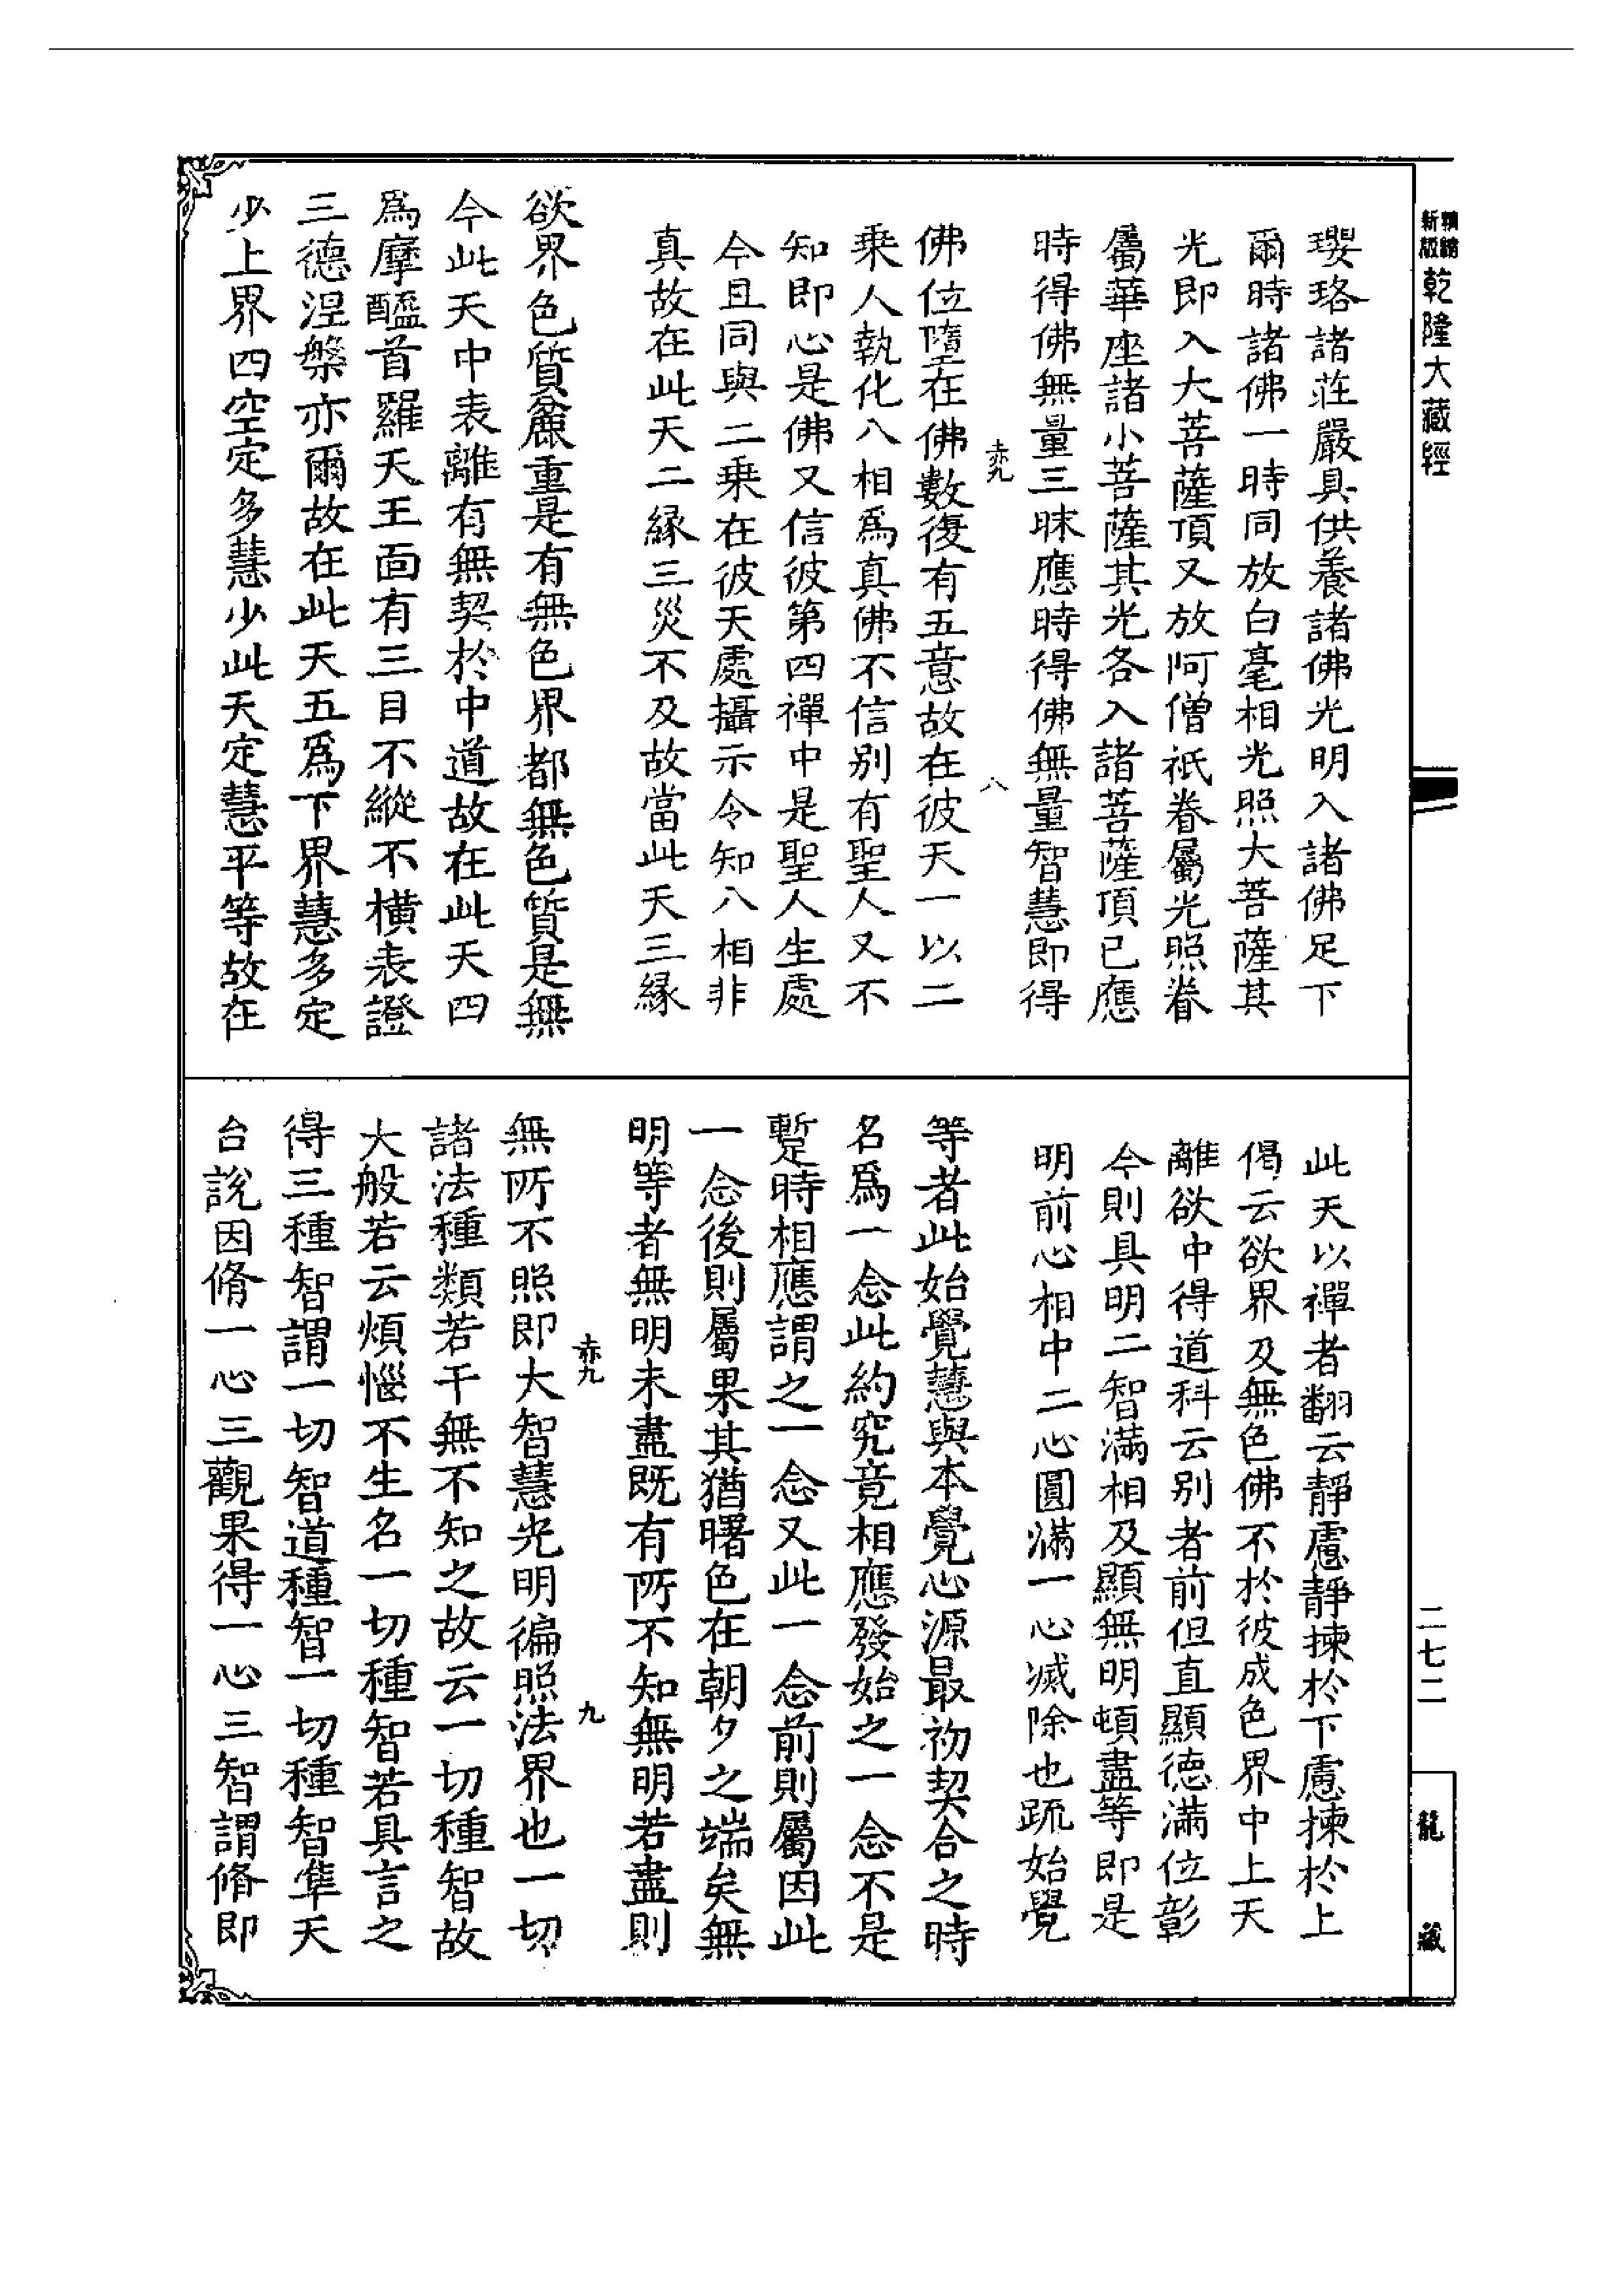 精繕
新版
乾隆大藏經
瓔珞諸莊嚴具供養諸佛光明入諸佛足下
爾時諸佛一時同放白毫相光照大菩薩其
光即入大菩薩頂又放阿僧祇眷屬光照眷
屬華座諸小菩薩其光各入諸菩薩頂已應
時得佛無量三昧應時得佛無量智慧即得
赤九
八
佛位墮在佛數復有五意故在彼天一以二
乘人執化八相爲真佛不信別有聖人又不
知即心是佛又信彼第四禪中是聖人生處
今且同與二乘在彼天處攝示令知八相非
真故在此天二緣三災不及故當此天三緣
欲界色質麤重是有無色界都無色質是無
今此天中表離有無契於中道故在此天四
爲摩醯首羅天王面有三目不縱不橫表證
三德涅槃亦爾故在此天五爲下界慧多定
少上界四空定多慧少此天定慧平等故在
此天以禪者翻云靜慮靜揀於下慮揀於上
偈云欲界及無色佛不於彼成色界中上天
離欲中得道科云別者前但直顯德滿位彰
今則具明二智滿相及顯無明頓盡等即是
明前心相中二心圓滿一心滅除也䟽始覺
等者此始覺慧與本覺心源最初契合之時
名爲一念此約究竟相應發始之一念不是
暫時相應謂之一念又此一念前則屬因此
一念後則屬果其猶曙色在朝夕之端矣無
明等者無明未盡既有所不知無明若盡則
赤九
九
無所不照即大智慧光明徧照法界也一切
諸法種類若干無不知之故云一切種智故
大般若云煩惱不生名一切種智若具言之
得三種智謂一切智道種智一切種智準天
台說因脩一心三觀果得一心三智謂脩即
二七二
龍藏